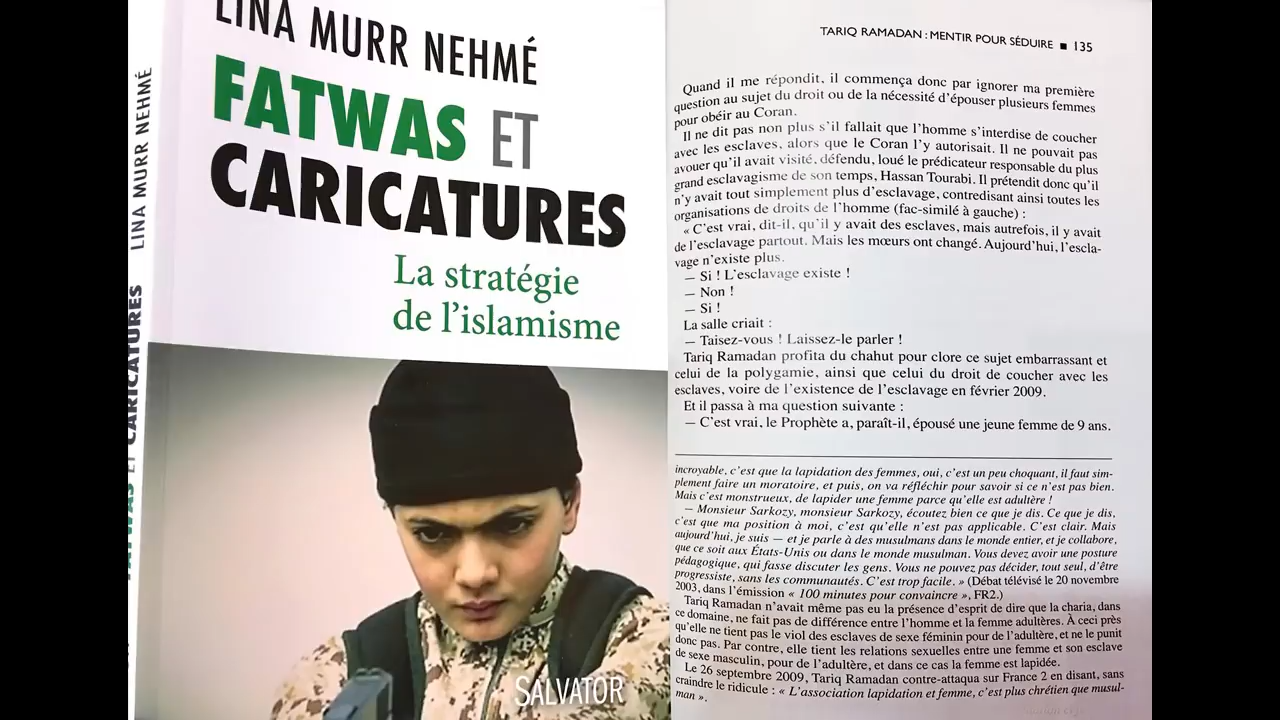 LINA MURR NEHMÉ
FATWAS ET
CARICATURES
La stratégie
de l'islamisme
SALVATOR
LINA MURR NEHMÉ
FATWAS ET CARICATURES
TARIQ RAMADAN : MENTIR POUR SÉDUIRE ■ 135
Quand il me répondit, il commença donc par ignorer ma première
question au sujet du droit ou de la nécessité d'épouser plusieurs femmes
pour obéir au Coran.
Il ne dit pas non plus s'il fallait que l'homme s'interdise de coucher
avec les esclaves, alors que le Coran l'y autorisait. Il ne pouvait pas
avouer qu'il avait visité, défendu, loué le prédicateur responsable du plus
grand esclavagisme de son temps, Hassan Tourabi. Il prétendit donc qu'il
n'y avait tout simplement plus d'esclavage, contredisant ainsi toutes les
organisations de droits de l'homme (fac-similé à gauche) :
« C'est vrai, dit-il, qu'il y avait des esclaves, mais autrefois, il y avait
de l'esclavage partout. Mais les mœurs ont changé. Aujourd'hui, l'escla-
vage n'existe plus.
— Si ! L'esclavage existe !
— Non !
— Si !
La salle criait :
— Taisez-vous ! Laissez-le parler !
Tariq Ramadan profita du chahut pour clore ce sujet embarrassant et
celui de la polygamie, ainsi que celui du droit de coucher avec les
esclaves, voire de l'existence de l'esclavage en février 2009.
Et il passa à ma question suivante :
— C'est vrai, le Prophète a, paraît-il, épousé une jeune femme de 9 ans.
incroyable, c'est que la lapidation des femmes, oui, c'est un peu choquant, il faut sim-
plement faire un moratoire, et puis, on va réfléchir pour savoir si ce n'est pas bien.
Mais c'est monstrueux, de lapider une femme parce qu'elle est adultère !
— Monsieur Sarkozy, monsieur Sarkozy, écoutez bien ce que je dis. Ce que je dis,
c'est que ma position à moi, c'est qu'elle n'est pas applicable. C'est clair. Mais
aujourd'hui, je suis — et je parle à des musulmans dans le monde entier, et je collabore,
que ce soit aux États-Unis ou dans le monde musulman. Vous devez avoir une posture
pédagogique, qui fasse discuter les gens. Vous ne pouvez pas décider, tout seul, d'être
progressiste, sans les communautés. C'est trop facile. » (Débat télévisé le 20 novembre
2003, dans l'émission « 100 minutes pour convaincre », FR2.)
Tariq Ramadan n'avait même pas eu la présence d'esprit de dire que la charia, dans
ce domaine, ne fait pas de différence entre l'homme et la femme adultères. À ceci près
qu'elle ne tient pas le viol des esclaves de sexe féminin pour de l'adultère, et ne le punit
donc pas. Par contre, elle tient les relations sexuelles entre une femme et son esclave
de sexe masculin, pour de l'adultère, et dans ce cas la femme est lapidée.
Le 26 septembre 2009, Tariq Ramadan contre-attaqua sur France 2 en disant, sans
craindre le ridicule : « L'association lapidation et femme, c'est plus chrétien que musul-
man ».